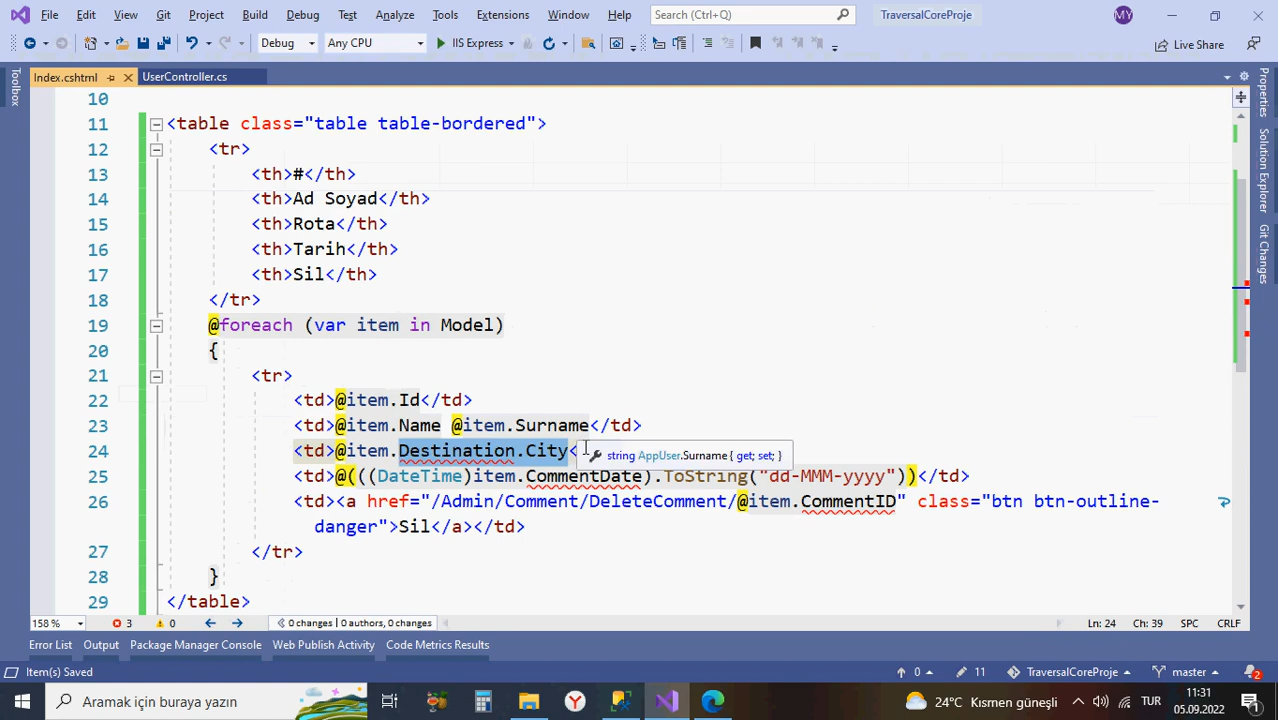 File Edit View Git Project Build Debug Test Analyze Tools Extensions Window Help Search (Ctrl+Q) TraversalCoreProje MY
Debug Any CPU IIS Express Live Share
Index.cshtml UserController.cs
Toolbox
Properties
Solution Explorer
Git Changes
10
11 <table class="table table-bordered">
12 <tr>
13 <th>#</th>
14 <th>Ad Soyad</th>
15 <th>Rota</th>
16 <th>Tarih</th>
17 <th>Sil</th>
18 </tr>
19 @foreach (var item in Model)
20 {
21 <tr>
22 <td>@item.Id</td>
23 <td>@item.Name @item.Surname</td>
24 <td>@item.Destination.City<
string AppUser.Surname { get; set; }
25 <td>@(((DateTime)item.CommentDate).ToString("dd-MMM-yyyy"))</td>
26 <td><a href="/Admin/Comment/DeleteComment/@item.CommentID" class="btn btn-outline-
danger">Sil</a></td>
27 </tr>
28 }
29 </table>
158 % 3 0 0 changes | 0 authors, 0 changes Ln: 24 Ch: 39 SPC CRLF
Error List Output Package Manager Console Web Publish Activity Code Metrics Results
Item(s) Saved 0 11 TraversalCoreProje master 2
Aramak için buraya yazın 24°C Kısmen güneşli TUR 11:31
05.09.2022 1